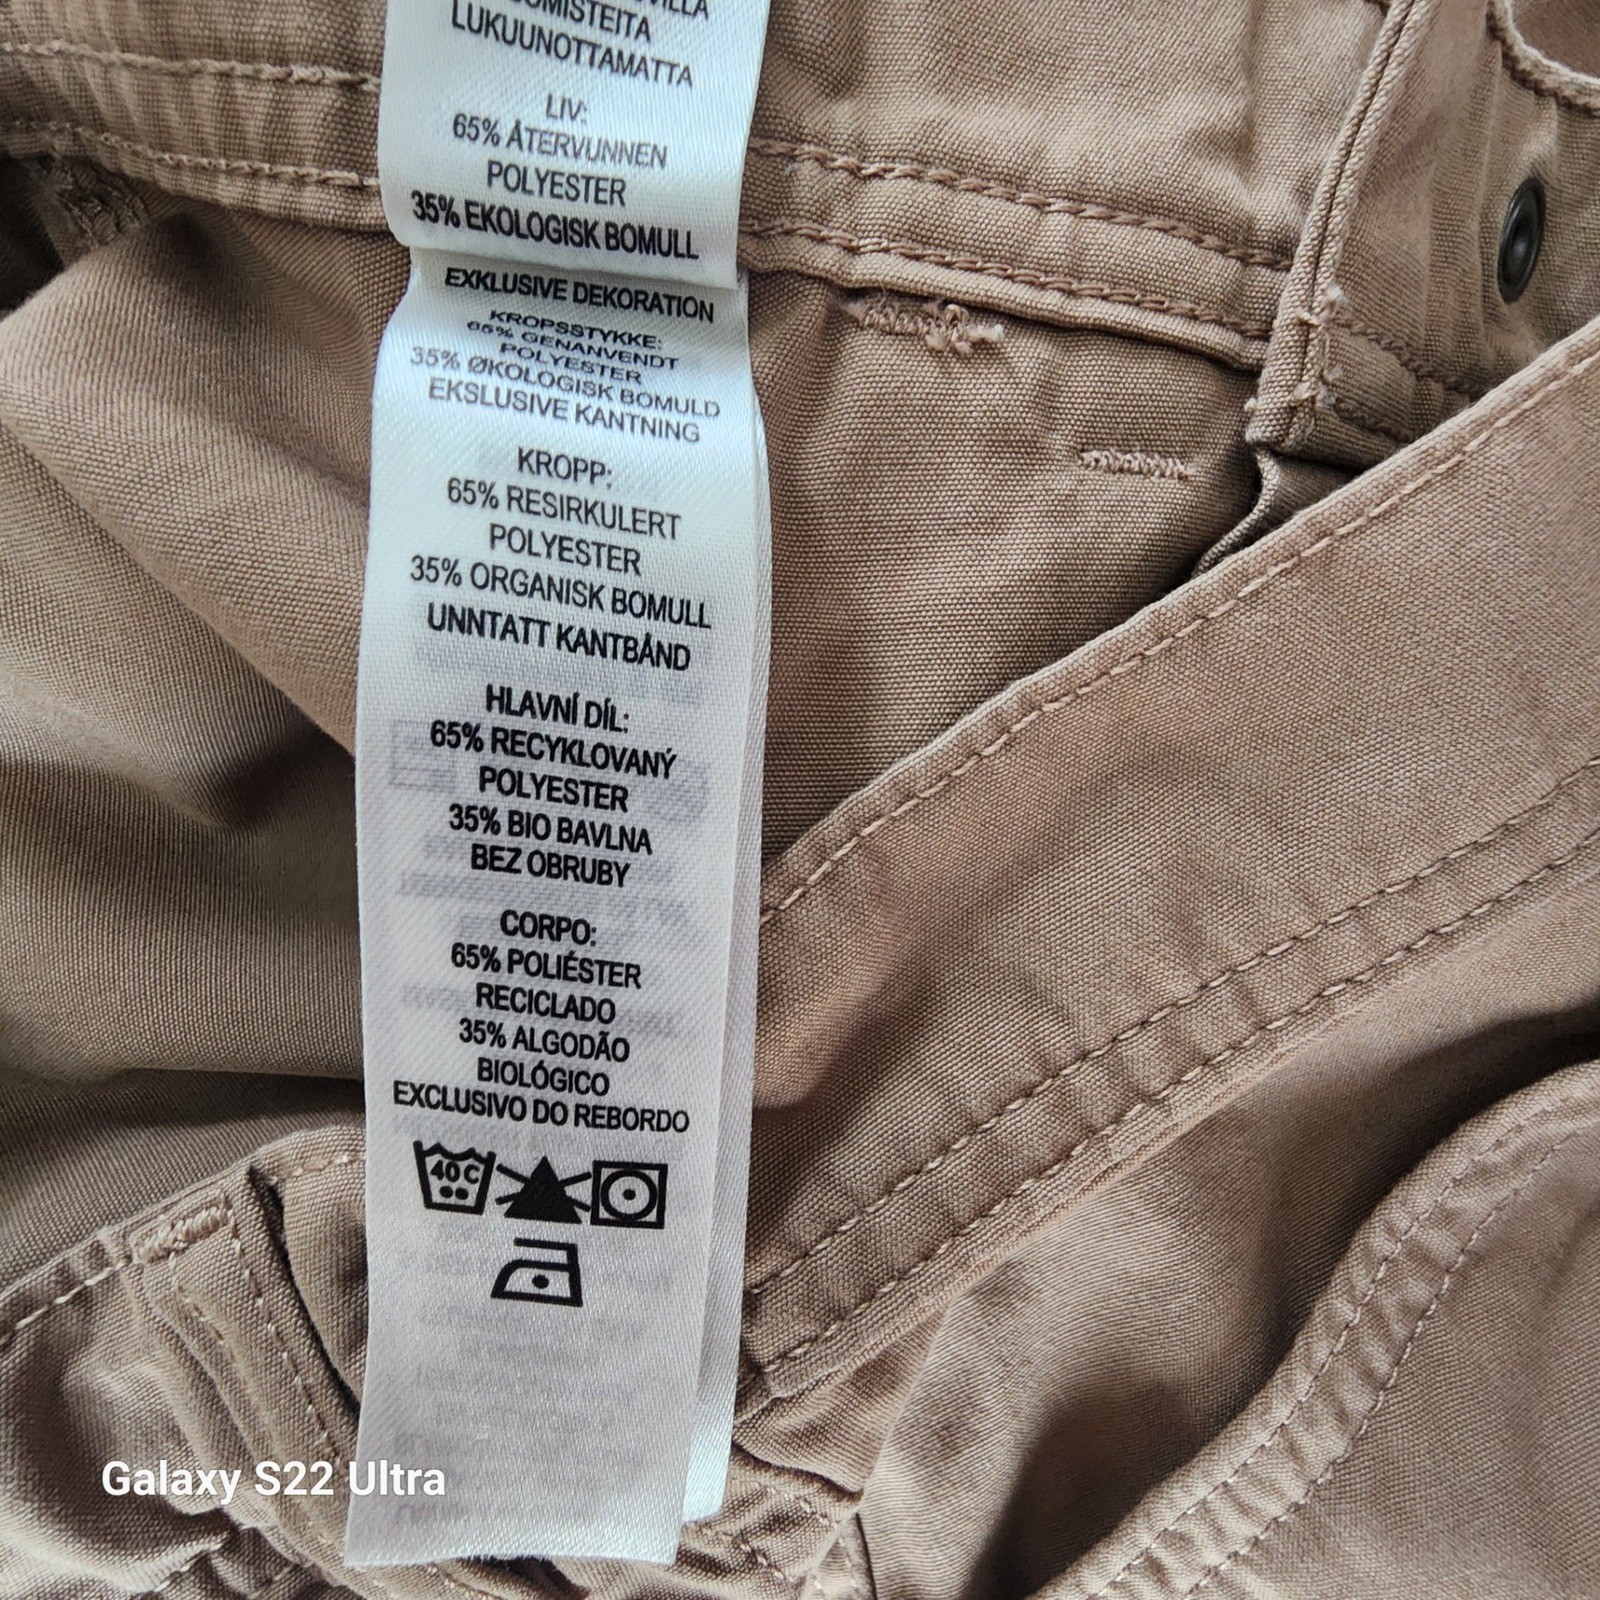 LUKUUNOTTAMATTA
LIV:
65% ÅTERVUNNEN
POLYESTER
35% EKOLOGISK BOMULL
EXKLUSIVE DEKORATION
KROPSSTYKKE:
65% GENANVENDT
POLYESTER
35% ØKOLOGISK BOMULD
EKSLUSIVE KANTNING
KROPP:
65% RESIRKULERT
POLYESTER
35% ORGANISK BOMULL
UNNTATT KANTBÅND
HLAVNÍ DÍL:
65% RECYKLOVANÝ
POLYESTER
35% BIO BAVLNA
BEZ OBRUBY
CORPO:
65% POLIÉSTER
RECICLADO
35% ALGODÃO
BIOLÓGICO
EXCLUSIVO DO REBORDO
40 C
Galaxy S22 Ultra